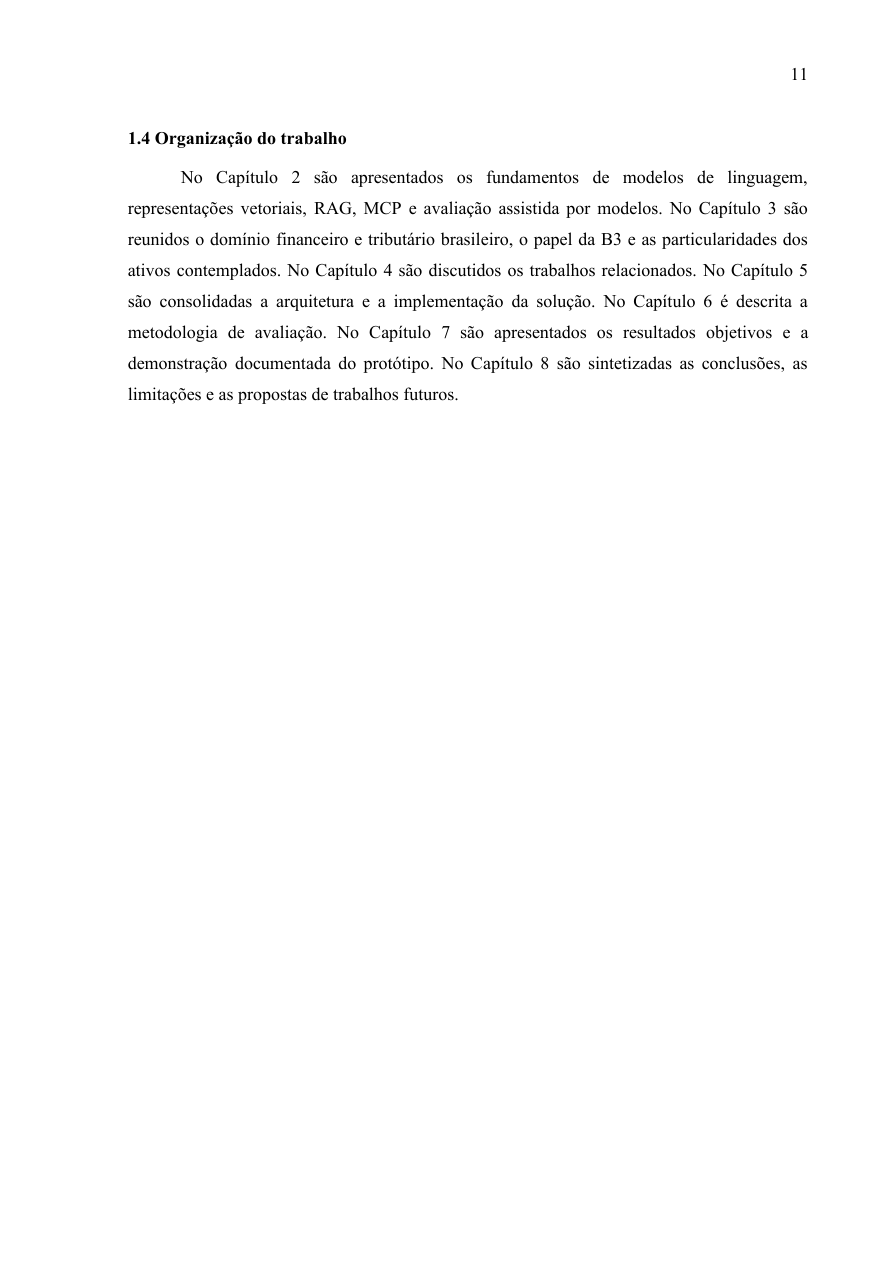 11
1.4 Organização do trabalho
No Capítulo 2 são apresentados os fundamentos de modelos de linguagem,
representações vetoriais, RAG, MCP e avaliação assistida por modelos. No Capítulo 3 são
reunidos o domínio financeiro e tributário brasileiro, o papel da B3 e as particularidades dos
ativos contemplados. No Capítulo 4 são discutidos os trabalhos relacionados. No Capítulo 5
são consolidadas a arquitetura e a implementação da solução. No Capítulo 6 é descrita a
metodologia de avaliação. No Capítulo 7 são apresentados os resultados objetivos e a
demonstração documentada do protótipo. No Capítulo 8 são sintetizadas as conclusões, as
limitações e as propostas de trabalhos futuros.